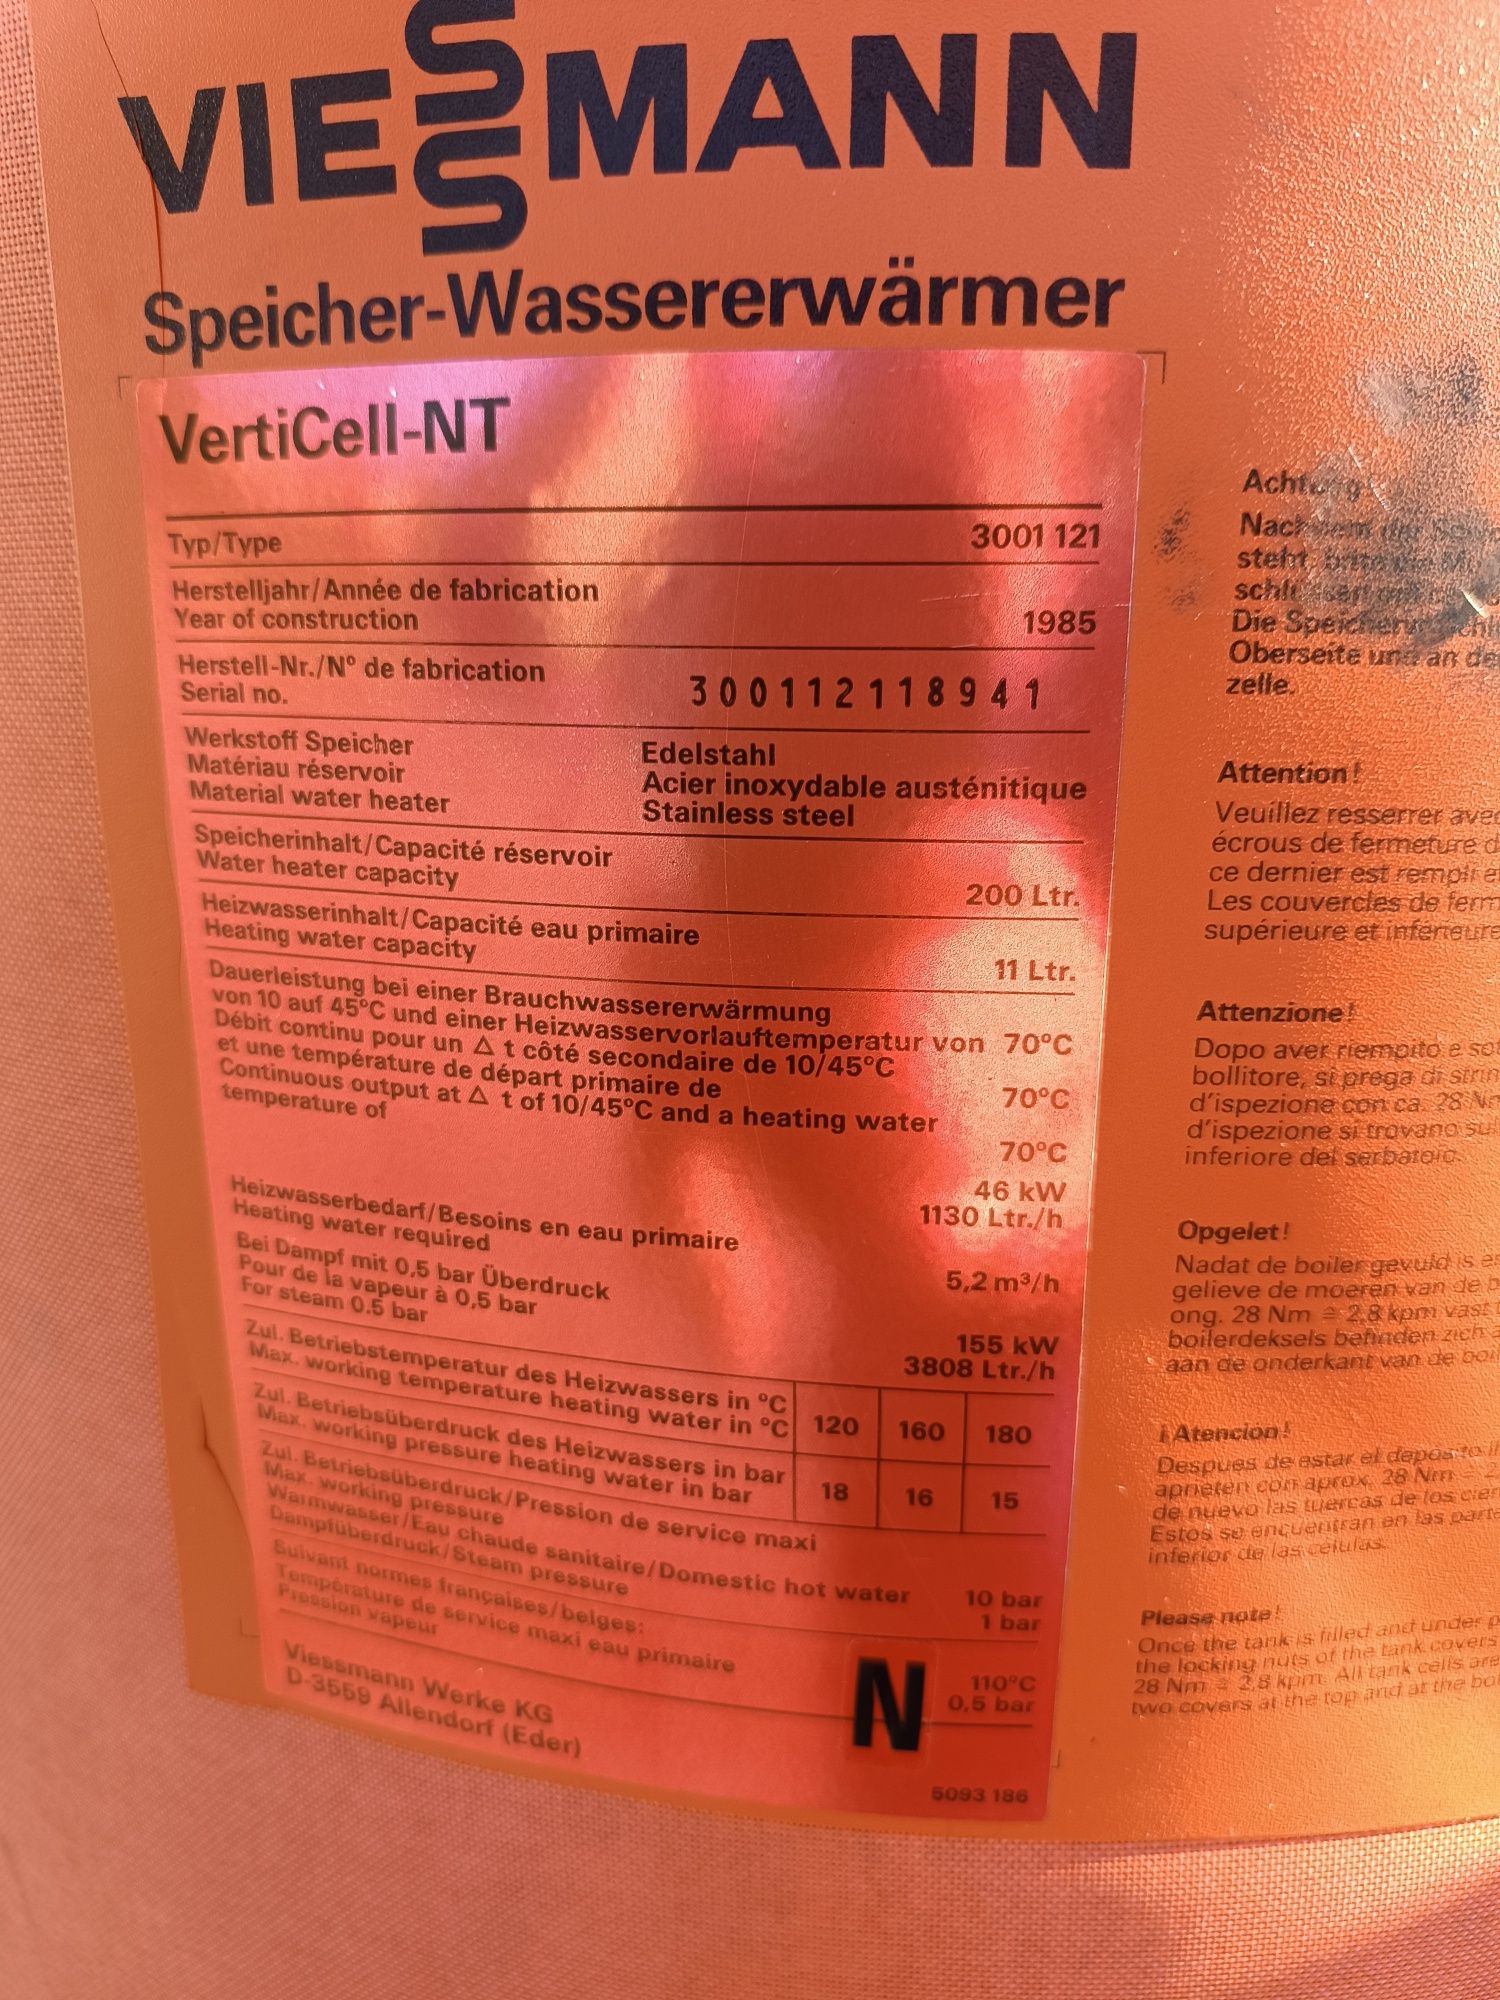 VIESSMANN
Speicher-Wassererwärmer
VertiCell-NT
Typ/Type 3001 121
Herstelljahr/Année de fabrication
Year of construction 1985
Herstell-Nr./N° de fabrication
Serial no. 300112118941
Werkstoff Speicher Edelstahl
Matériau réservoir Acier inoxydable austénitique
Material water heater Stainless steel
Speicherinhalt/Capacité réservoir
Water heater capacity 200 Ltr.
Heizwasserinhalt/Capacité eau primaire
Heating water capacity 11 Ltr.
Dauerleistung bei einer Brauchwassererwärmung
von 10 auf 45°C und einer Heizwasservorlauftemperatur von 70°C
Débit continu pour un Δ t côté secondaire de 10/45°C
et une température de départ primaire de 70°C
Continuous output at Δ t of 10/45°C and a heating water
temperature of 70°C
46 kW
1130 Ltr./h
Heizwasserbedarf/Besoins en eau primaire
Heating water required 5,2 m³/h
Bei Dampf mit 0,5 bar Überdruck
Pour de la vapeur à 0,5 bar
For steam 0.5 bar 155 kW
3808 Ltr./h
Zul. Betriebstemperatur des Heizwassers in °C
Max. working temperature heating water in °C 120 160 180
Zul. Betriebsüberdruck des Heizwassers in bar
Max. working pressure heating water in bar 18 16 15
Zul. Betriebsüberdruck/Pression de service maxi
Max. working pressure
Warmwasser/Eau chaude sanitaire/Domestic hot water 10 bar
Dampfüberdruck/Steam pressure 1 bar
Suivant normes françaises/belges:
Température de service maxi eau primaire 110°C
Pression vapeur 0,5 bar
Viessmann Werke KG
D-3559 Allendorf (Eder)
N
5093 186
steht,
Die
Oberseite und an de
zelle.
Attention!
Veuillez resserrer avec
écrous de fermeture d
ce dernier est rempli e
Les couvercles de ferm
supérieure et inférieure
Attenzione!
Dopo aver riempito e sot
bollitore, si prega di strin
d'ispezione con ca. 28 Nm
d'ispezione si trovano sul
inferiore del serbatoio.
Opgelet!
Nadat de boiler gevuld is e
gelieve de moeren van de b
ong. 28 Nm ≙ 2,8 kpm vast
boilerdeksels befinden zich a
aan de onderkant van de boil
¡Atención!
Despues de estar el deposito ll
aprieten con aprox. 28 Nm =
de nuevo las tuercas de los cier
Estos se encuentran en las parte
inferior de las células.
Please note!
Once the tank is filled and under p
the locking nuts of the tank covers
28 Nm ≙ 2,8 kpm. All tank cells are
two covers at the top and at the bo